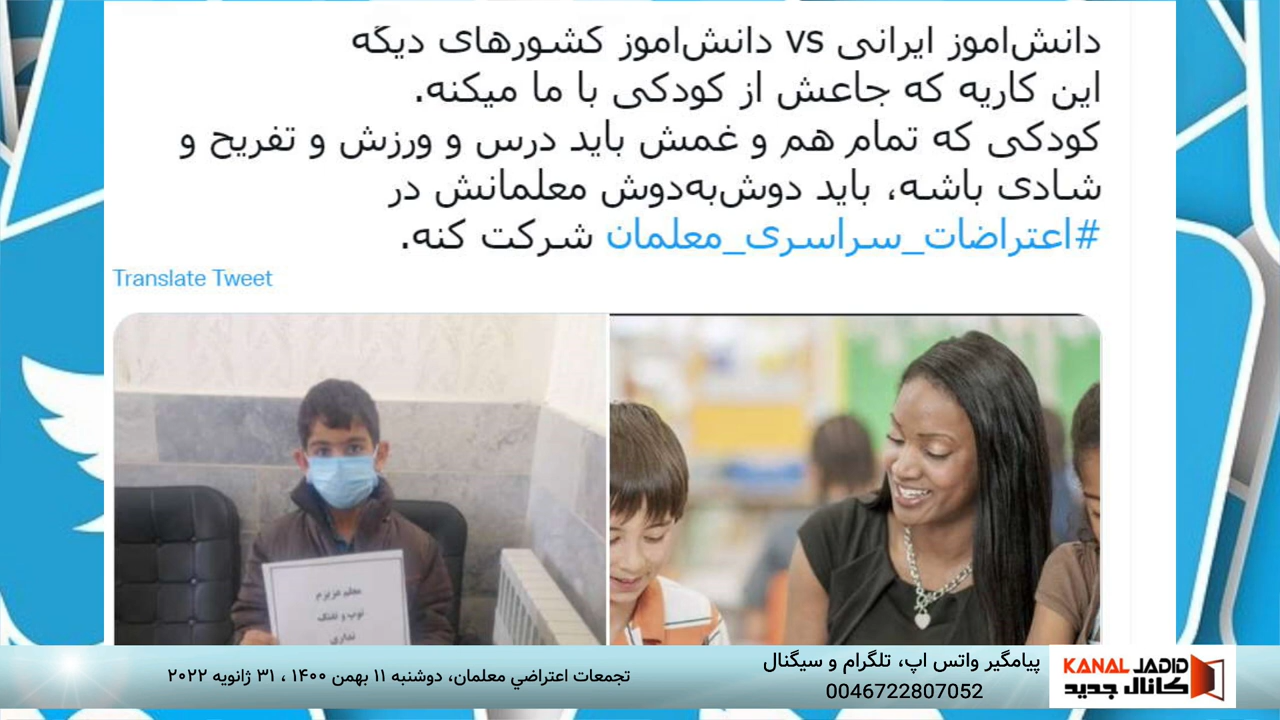 دانش‌اموز ایرانی vs دانش‌اموز کشورهای دیگه
این کاریه که جاعش از کودکی با ما میکنه.
کودکی که تمام هم و غمش باید درس و ورزش و تفریح و
شادی باشه، باید دوش‌به‌دوش معلمانش در
#اعتراضات_سراسری_معلمان شرکت کنه.
Translate Tweet
معلم عزیزم
توپ و تفنگ
نداری
پیامگیر واتس اپ، تلگرام و سیگنال
0046722807052
تجمعات اعتراضي معلمان، دوشنبه ۱۱ بهمن ۱۴۰۰ ، ۳۱ ژانویه ۲۰۲۲
KANAL JADID
کانال جدید